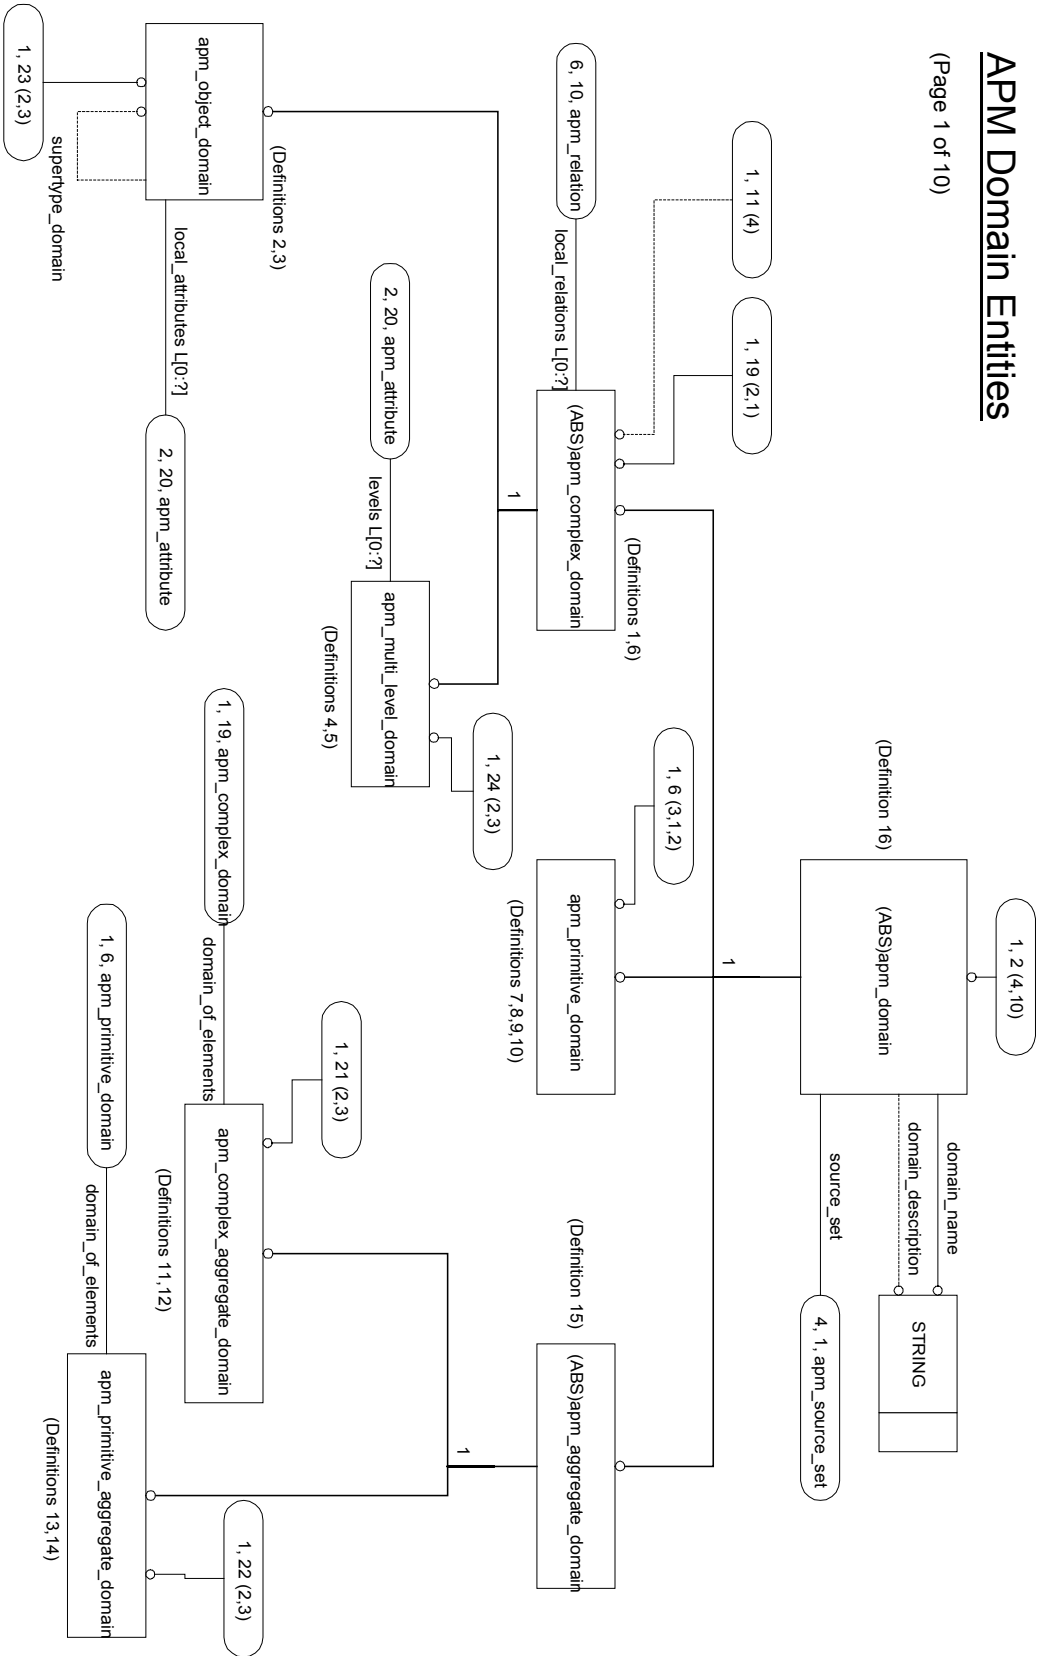 APM Domain Entities
(Page 1 of 10)
1, 2 (4,10)
(Definition 16)
(ABS)apm_domain
domain_name
domain_description
source_set
STRING
4, 1, apm_source_set
1, 11 (4)
1, 19 (2,1)
1
6, 10, apm_relation
local_relations L[0:?]
(ABS)apm_complex_domain
(Definitions 1,6)
1, 6 (3,1,2)
apm_primitive_domain
(Definitions 7,8,9,10)
(Definition 15)
(ABS)apm_aggregate_domain
1
2, 20, apm_attribute
levels L[0:?]
apm_multi_level_domain
(Definitions 4,5)
1, 24 (2,3)
1
(Definitions 2,3)
apm_object_domain
1, 23 (2,3)
supertype_domain
local_attributes L[0:?]
2, 20, apm_attribute
1, 19, apm_complex_domain
domain_of_elements
1, 21 (2,3)
apm_complex_aggregate_domain
(Definitions 11,12)
1, 6, apm_primitive_domain
domain_of_elements
apm_primitive_aggregate_domain
(Definitions 13,14)
1, 22 (2,3)